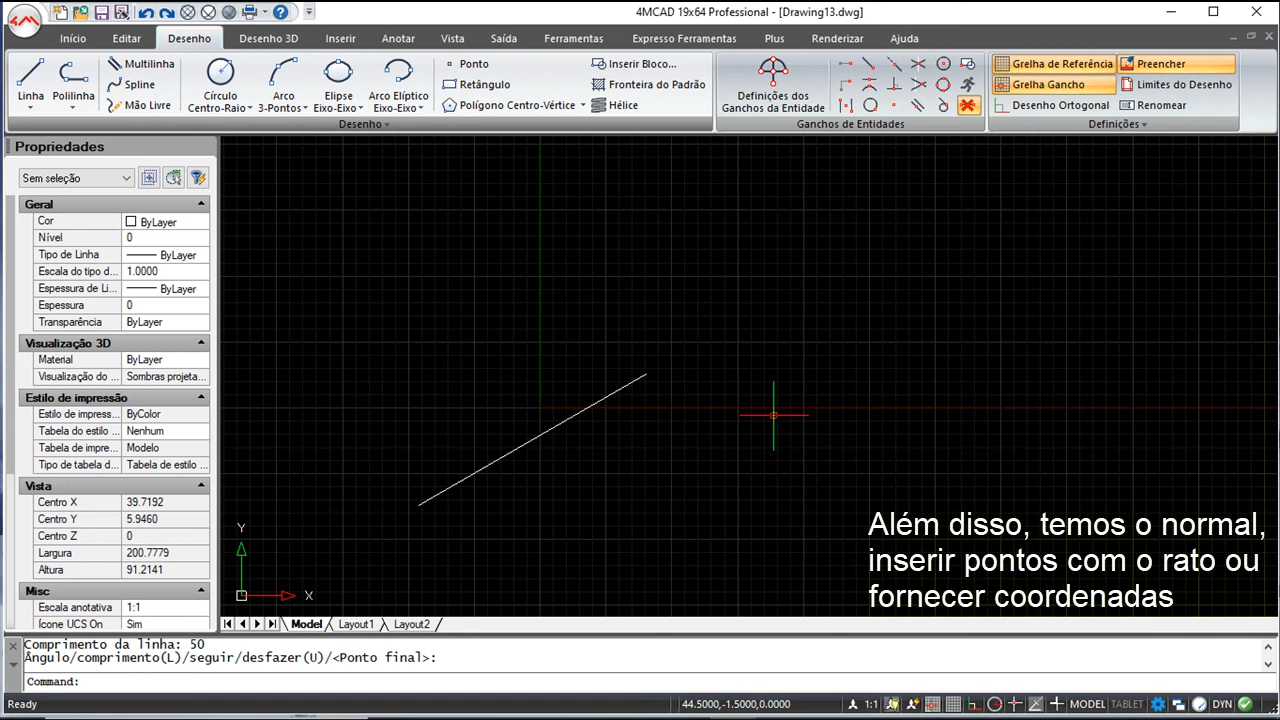 4MCAD 19x64 Professional - [Drawing13.dwg]
Início Editar Desenho Desenho 3D Inserir Anotar Vista Saída Ferramentas Expresso Ferramentas Plus Renderizar Ajuda
Linha
Polilinha
Multilinha
Spline
Mão Livre
Círculo
Centro-Raio
Arco
3-Pontos
Elipse
Eixo-Eixo
Arco Elípt
Eixo-Eixo
Ponto
Retângulo
Polígono Centro-Vértice
Inserir Bloco...
Fronteira do Padrão
Hélice
Desenho
Definições dos
Ganchos da Entidade
Ganchos de Entidades
Grelha de Referência
Grelha Gancho
Desenho Ortogonal
Preencher
Limites do Desenho
Renomear
Definições
Propriedades
Sem seleção
Geral
Cor ByLayer
Nível 0
Tipo de Linha ByLayer
Escala do tipo d... 1.0000
Espessura de Li... ByLayer
Espessura 0
Transparência ByLayer
Visualização 3D
Material ByLayer
Visualização do ... Sombras projeta...
Estilo de impressão
Estilo de impress... ByColor
Tabela do estilo ... Nenhum
Tabela de impre... Modelo
Tipo de tabela d... Tabela de estilo ...
Vista
Centro X 39.7192
Centro Y 5.9460
Centro Z 0
Largura 200.7779
Altura 91.2141
Misc
Escala anotativa 1:1
Ícone UCS On Sim
Y
X
Além disso, temos o normal,
inserir pontos com o rato ou
fornecer coordenadas
Model Layout1 Layout2
Comprimento da linha: 50
Ângulo/comprimento(L)/seguir/desfazer(U)/<Ponto final>:
Command:
Ready 44.5000,-1.5000,0.0000 1:1 MODEL TABLET DYN